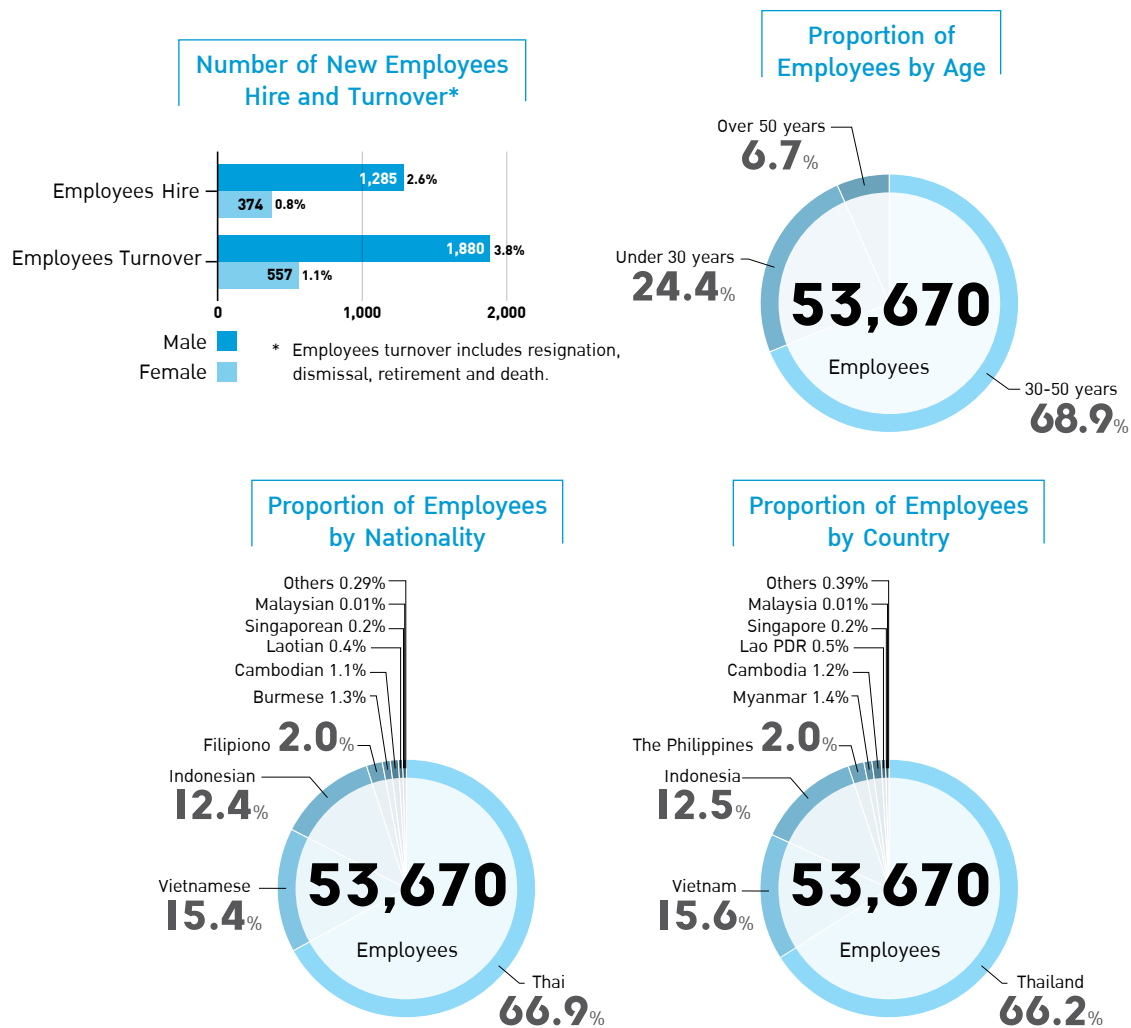 Number of New Employees
Hire and Turnover*
Employees Hire
1,285 2.6%
374 0.8%
Employees Turnover
1,880 3.8%
557 1.1%
0 1,000 2,000
Male
Female
* Employees turnover includes resignation,
dismissal, retirement and death.
Proportion of
Employees by Age
Over 50 years
6.7%
Under 30 years
24.4%
53,670
Employees
30-50 years
68.9%
Proportion of Employees
by Nationality
Others 0.29%
Malaysian 0.01%
Singaporean 0.2%
Laotian 0.4%
Cambodian 1.1%
Burmese 1.3%
Filipiono 2.0%
Indonesian
12.4%
Vietnamese
15.4%
53,670
Employees
Thai
66.9%
Proportion of Employees
by Country
Others 0.39%
Malaysia 0.01%
Singapore 0.2%
Lao PDR 0.5%
Cambodia 1.2%
Myanmar 1.4%
The Philippines 2.0%
Indonesia
12.5%
Vietnam
15.6%
53,670
Employees
Thailand
66.2%